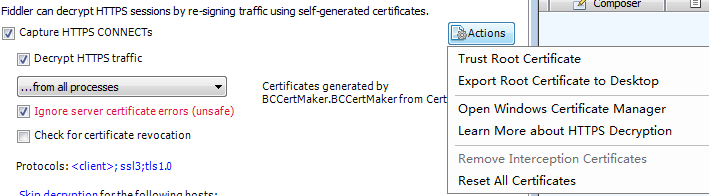 Fiddler can decrypt HTTPS sessions by re-signing traffic using self-generated certificates.
Composer
Capture HTTPS CONNECTs
Actions
Decrypt HTTPS traffic
Trust Root Certificate
...from all processes
Export Root Certificate to Desktop
Certificates generated by
BCCertMaker.BCCertMaker from Cert
Ignore server certificate errors (unsafe)
Open Windows Certificate Manager
Check for certificate revocation
Learn More about HTTPS Decryption
Protocols: <client>; ssl3;tls1.0
Remove Interception Certificates
Reset All Certificates
Skip decryption for the following hosts: